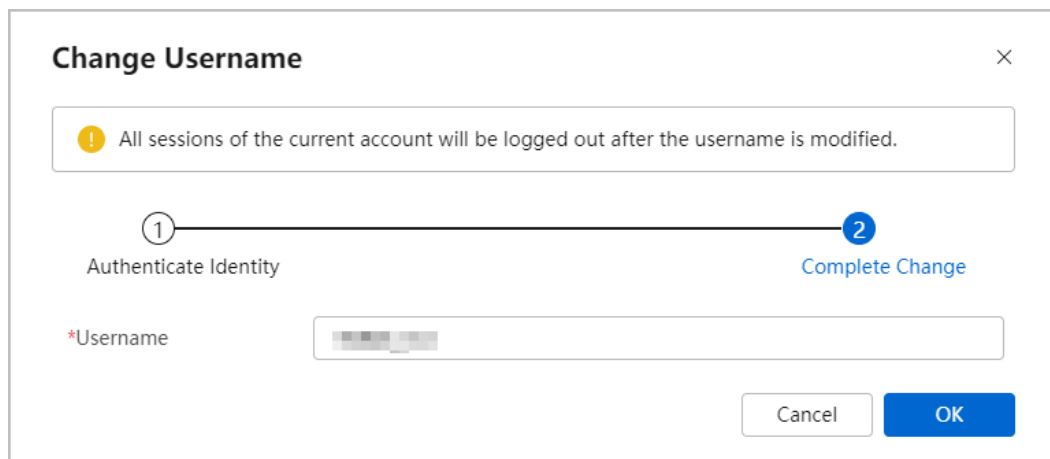 Change Username
All sessions of the current account will be logged out after the username is modified.
1
2
Authenticate Identity
Complete Change
*Username
Cancel
OK